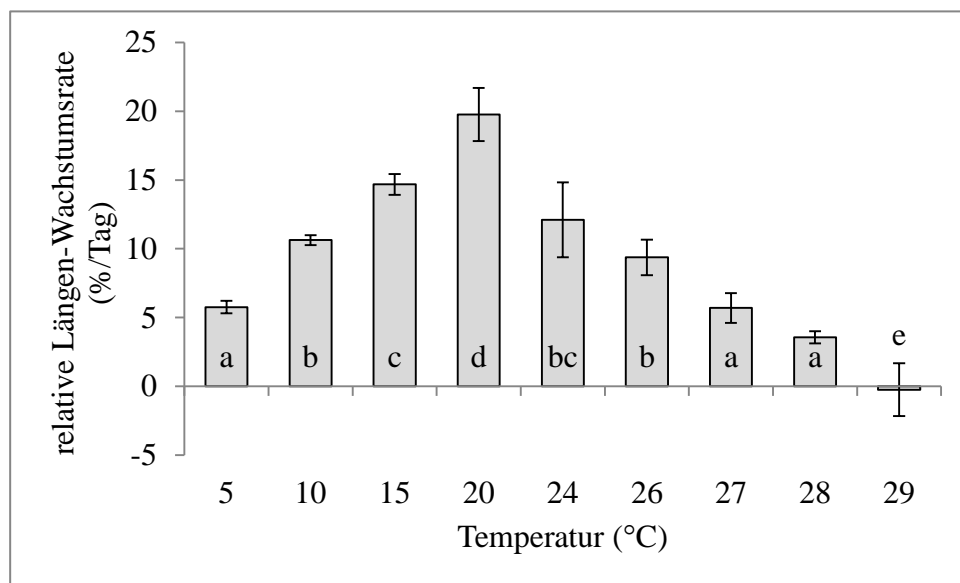 relative Längen-Wachstumsrate
(%/Tag)
25
20
15
10
5
0
-5
a
b
c
d
bc
b
a
a
e
5 10 15 20 24 26 27 28 29
Temperatur (°C)